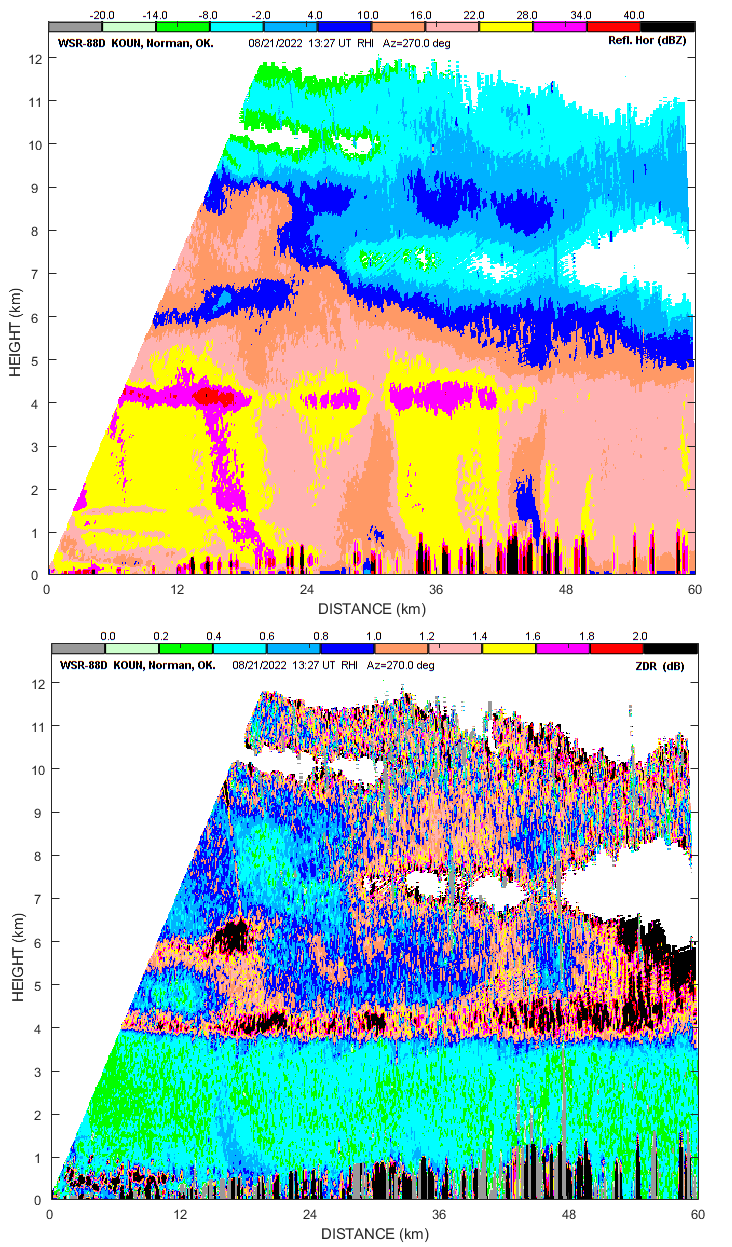 -20.0 -14.0 -8.0 -2.0 4.0 10.0 16.0 22.0 28.0 34.0 40.0
WSR-88D KOUN, Norman, OK. 08/21/2022 13:27 UT RHI Az=270.0 deg Refl. Hor (dBZ)
12
11
10
9
8
7
6
5
4
3
2
1
0
HEIGHT (km)
0 12 24 36 48 60
DISTANCE (km)
0.0 0.2 0.4 0.6 0.8 1.0 1.2 1.4 1.6 1.8 2.0
WSR-88D KOUN, Norman, OK. 08/21/2022 13:27 UT RHI Az=270.0 deg ZDR (dB)
12
11
10
9
8
7
6
5
4
3
2
1
0
HEIGHT (km)
0 12 24 36 48 60
DISTANCE (km)